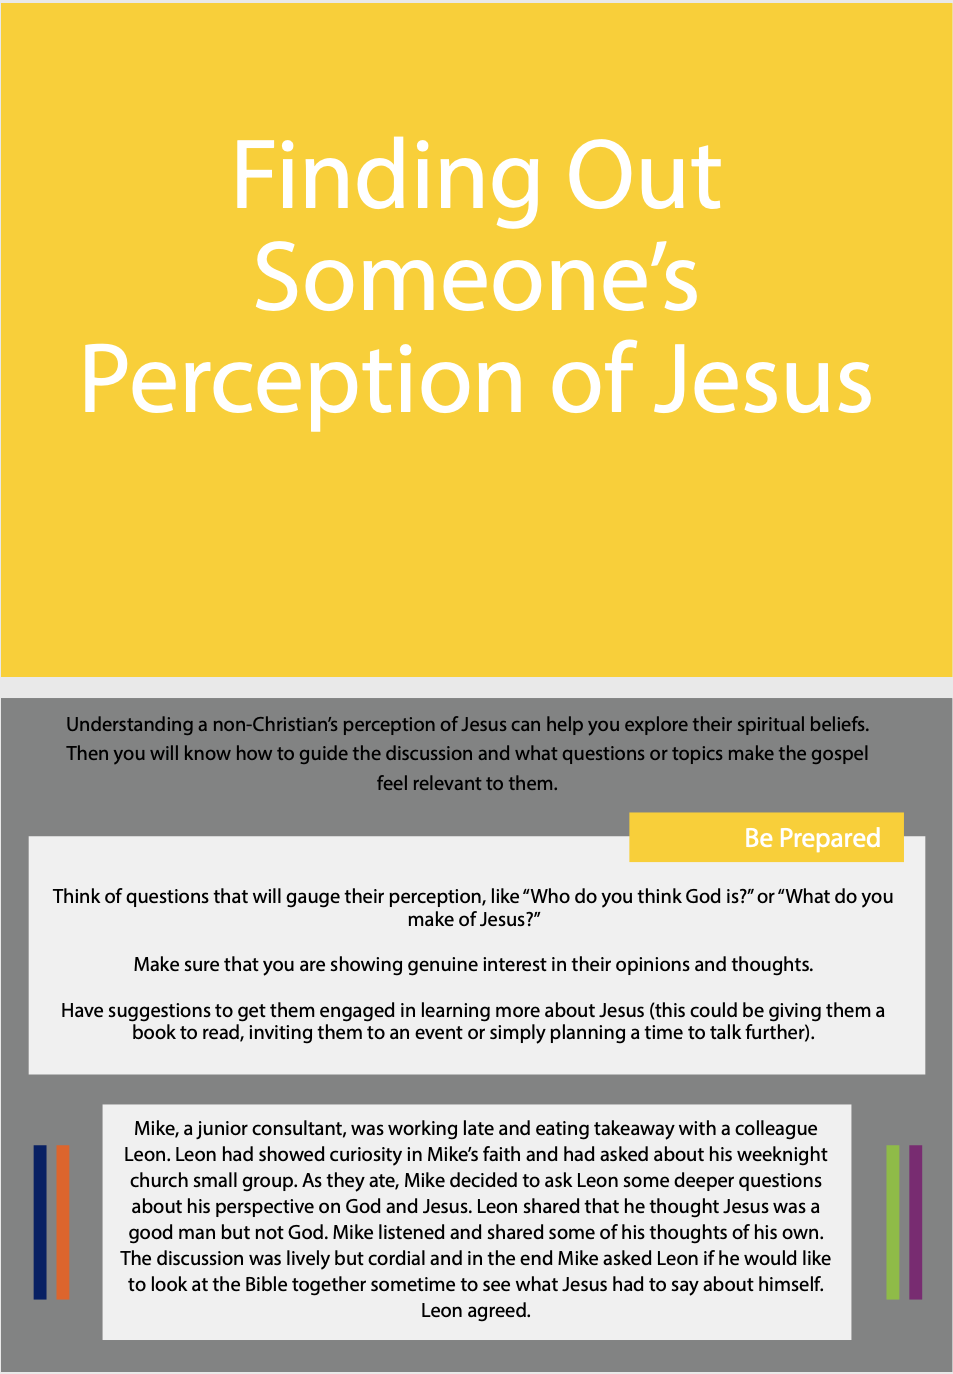 Finding Out
Someone’s
Perception of Jesus
Understanding a non-Christian’s perception of Jesus can help you explore their spiritual beliefs.
Then you will know how to guide the discussion and what questions or topics make the gospel
feel relevant to them.
Be Prepared
Think of questions that will gauge their perception, like “Who do you think God is?” or “What do you
make of Jesus?”
Make sure that you are showing genuine interest in their opinions and thoughts.
Have suggestions to get them engaged in learning more about Jesus (this could be giving them a
book to read, inviting them to an event or simply planning a time to talk further).
Mike, a junior consultant, was working late and eating takeaway with a colleague
Leon. Leon had showed curiosity in Mike’s faith and had asked about his weeknight
church small group. As they ate, Mike decided to ask Leon some deeper questions
about his perspective on God and Jesus. Leon shared that he thought Jesus was a
good man but not God. Mike listened and shared some of his thoughts of his own.
The discussion was lively but cordial and in the end Mike asked Leon if he would like
to look at the Bible together sometime to see what Jesus had to say about himself.
Leon agreed.